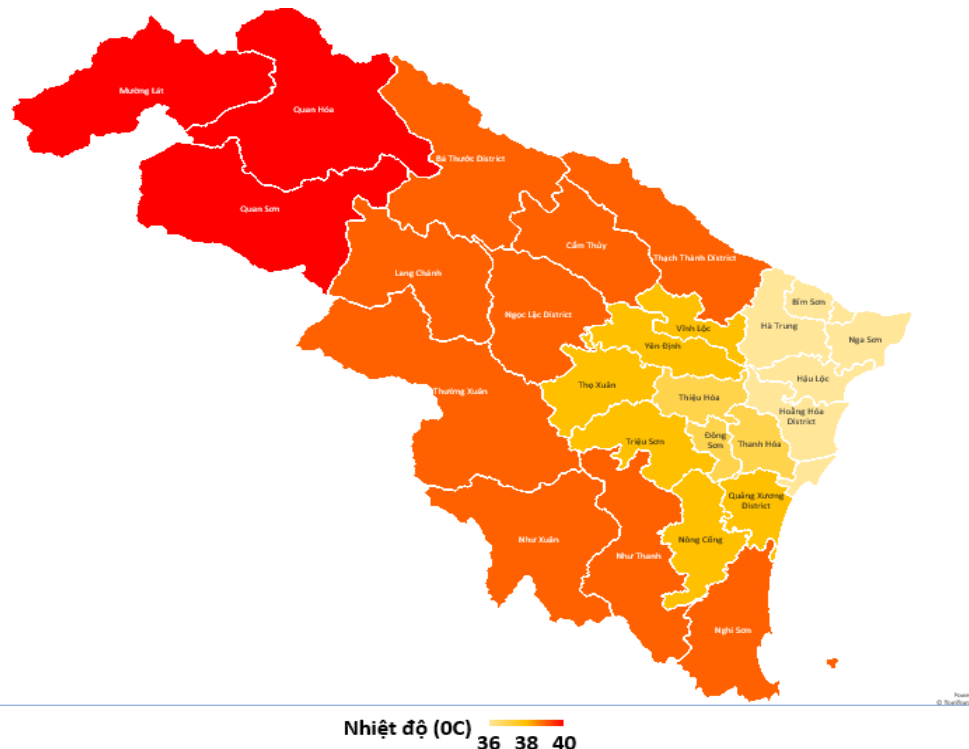 Mường Lát
Quan Hóa
Bá Thước District
Quan Sơn
Cẩm Thủy
Thạch Thành District
Lang Chánh
Bỉm Sơn
Ngọc Lặc District
Hà Trung
Vĩnh Lộc
Nga Sơn
Yên Định
Hậu Lộc
Thọ Xuân
Thường Xuân
Thiệu Hóa
Hoằng Hóa
District
Triệu Sơn
Đông
Sơn
Thanh Hóa
Quảng Xương
District
Như Xuân
Nông Cống
Như Thanh
Nghi Sơn
Nhiệt độ (0C)
36 38 40